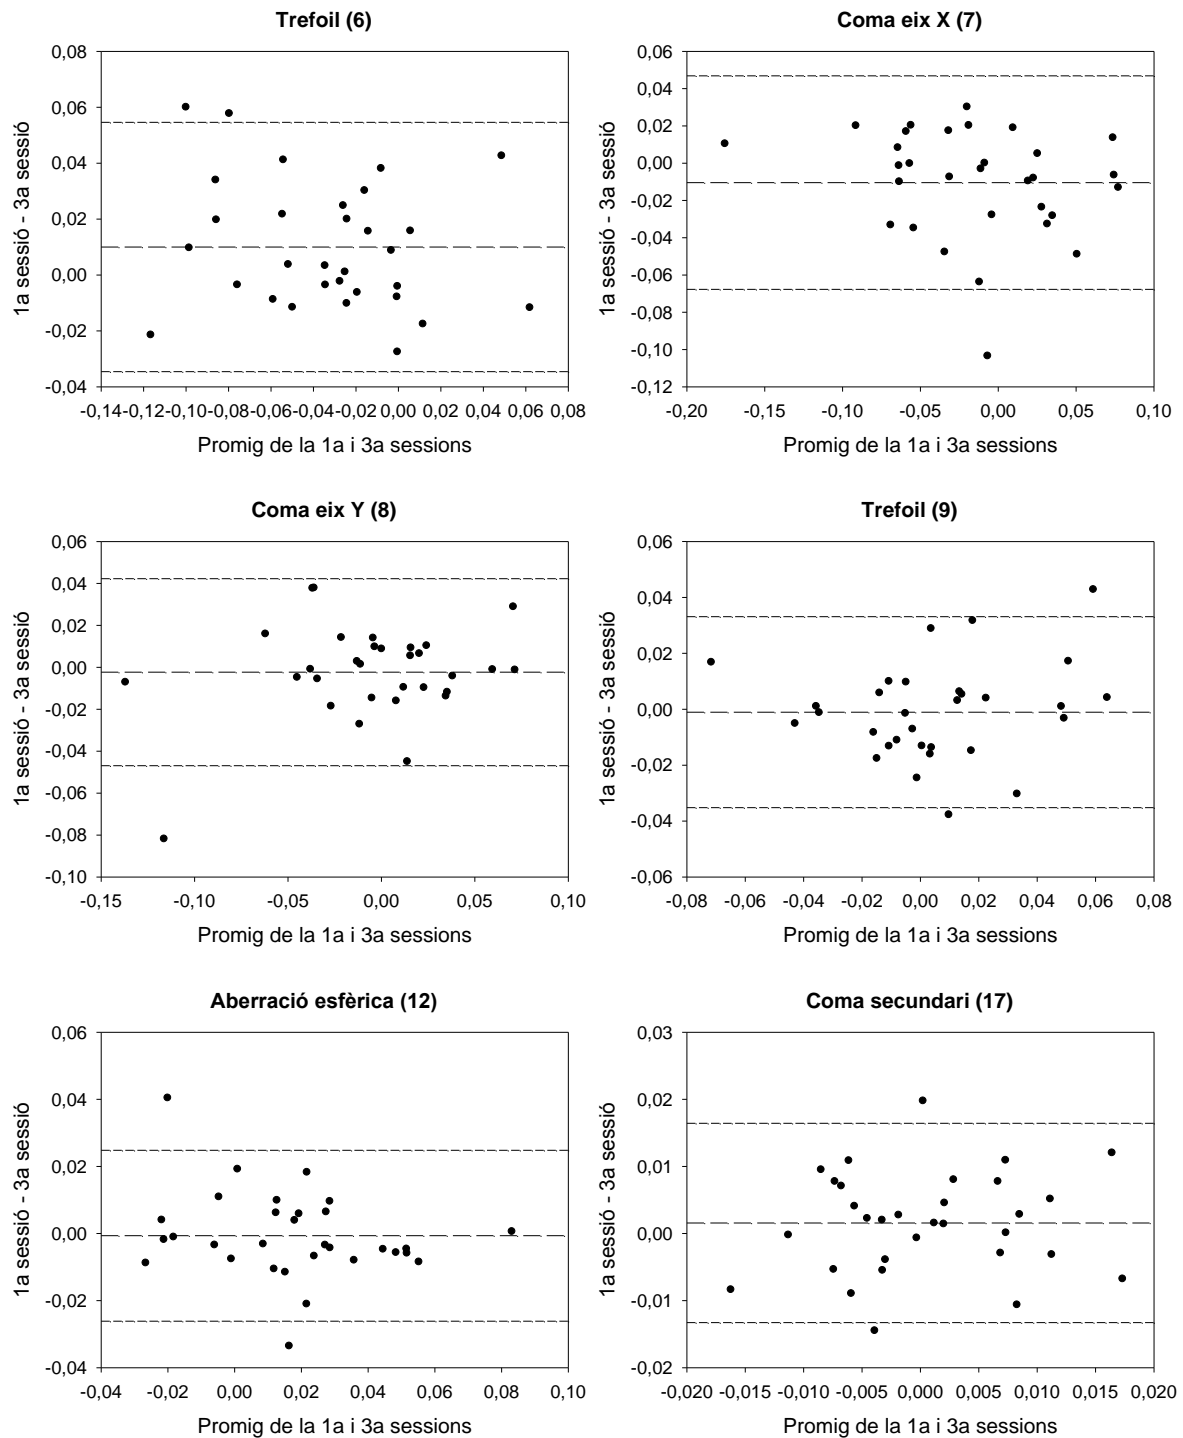 Trefoil (6)
1a sessió - 3a sessió
0,08
0,06
0,04
0,02
0,00
-0,02
-0,04
-0,14 -0,12 -0,10 -0,08 -0,06 -0,04 -0,02 0,00 0,02 0,04 0,06 0,08
Promig de la 1a i 3a sessions
Coma eix X (7)
1a sessió - 3a sessió
0,06
0,04
0,02
0,00
-0,02
-0,04
-0,06
-0,08
-0,10
-0,12
-0,20 -0,15 -0,10 -0,05 0,00 0,05 0,10
Promig de la 1a i 3a sessions
Coma eix Y (8)
1a sessió - 3a sessió
0,06
0,04
0,02
0,00
-0,02
-0,04
-0,06
-0,08
-0,10
-0,15 -0,10 -0,05 0,00 0,05 0,10
Promig de la 1a i 3a sessions
Trefoil (9)
1a sessió - 3a sessió
0,06
0,04
0,02
0,00
-0,02
-0,04
-0,06
-0,08 -0,06 -0,04 -0,02 0,00 0,02 0,04 0,06 0,08
Promig de la 1a i 3a sessions
Aberració esfèrica (12)
1a sessió - 3a sessió
0,06
0,04
0,02
0,00
-0,02
-0,04
-0,04 -0,02 0,00 0,02 0,04 0,06 0,08 0,10
Promig de la 1a i 3a sessions
Coma secundari (17)
1a sessió - 3a sessió
0,03
0,02
0,01
0,00
-0,01
-0,02
-0,020 -0,015 -0,010 -0,005 0,000 0,005 0,010 0,015 0,020
Promig de la 1a i 3a sessions